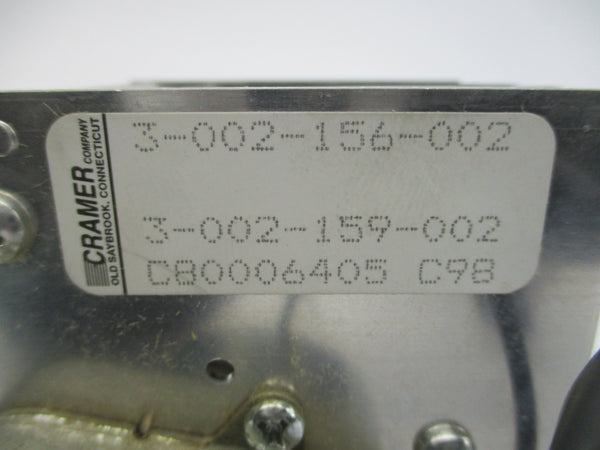 CRAMER COMPANY
OLD SAYBROOK, CONNECTICUT
3-002-156-002
3-002-159-002
C80006405 C98